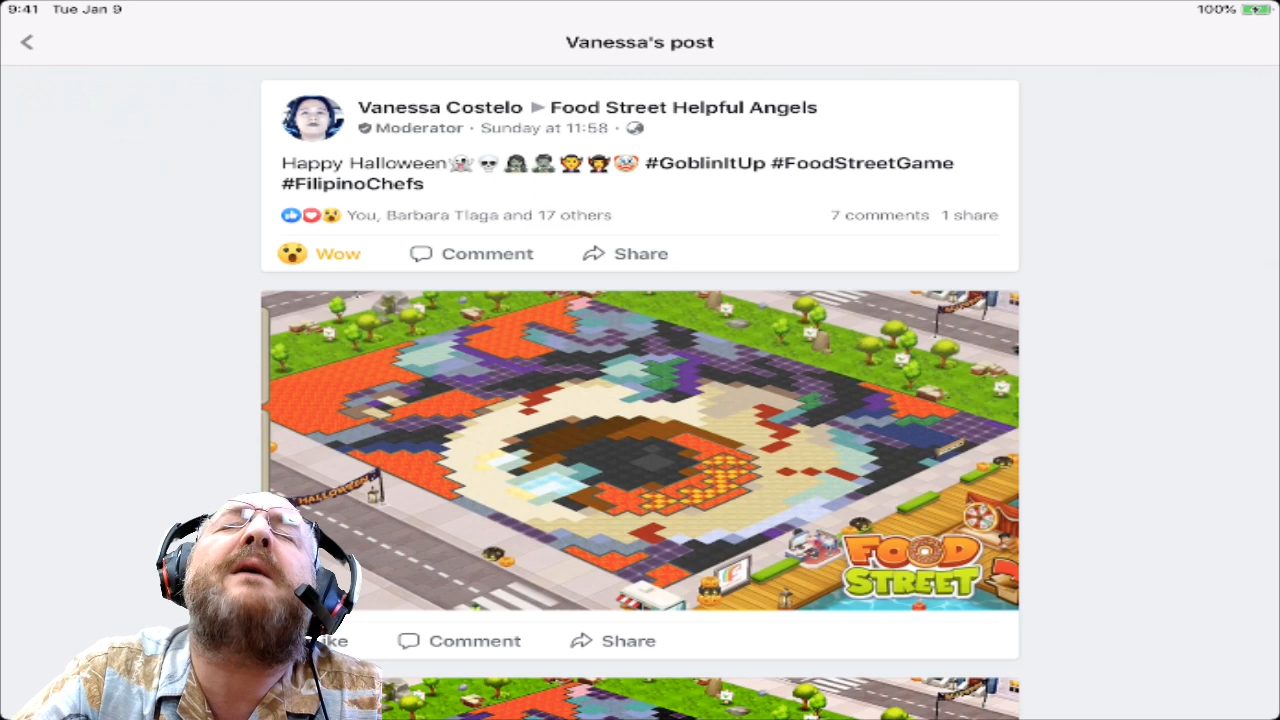 9:41 Tue Jan 9
100%
Vanessa's post
Vanessa Costelo ▶ Food Street Helpful Angels
Moderator · Sunday at 11:58 ·
Happy Halloween👻💀🧟‍♀️🧟‍♂️🧛‍♂️🧛‍♀️🤡 #GoblinItUp #FoodStreetGame
#FilipinoChefs
You, Barbara Tlaga and 17 others
7 comments 1 share
Wow
Comment
Share
HALLOWEEN
FOOD
STREET
Comment
Share